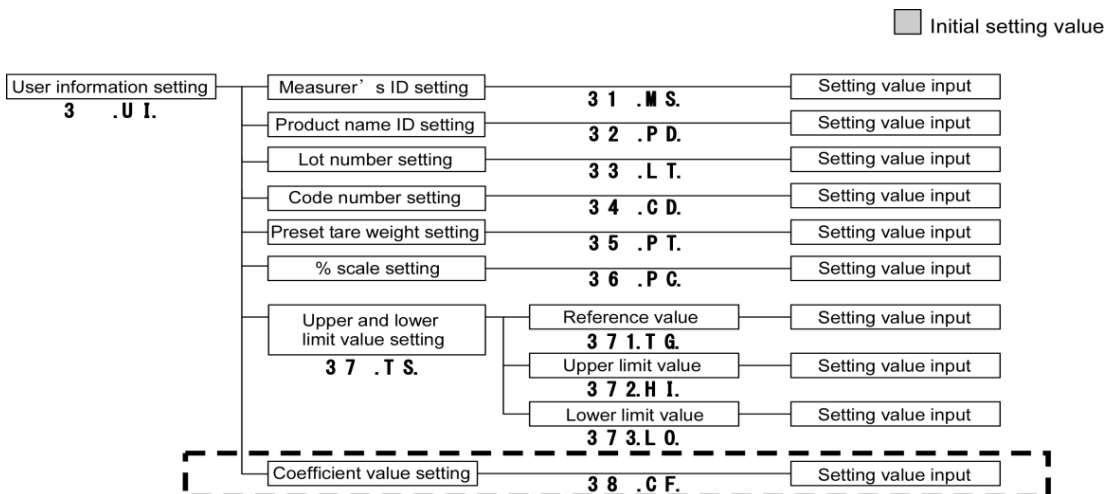 Initial setting value
User information setting
3 .U I.
Measurer's ID setting
3 1 .M S.
Setting value input
Product name ID setting
3 2 .P D.
Setting value input
Lot number setting
3 3 .L T.
Setting value input
Code number setting
3 4 .C D.
Setting value input
Preset tare weight setting
3 5 .P T.
Setting value input
% scale setting
3 6 .P C.
Setting value input
Upper and lower
limit value setting
3 7 .T S.
Reference value
3 7 1.T G.
Setting value input
Upper limit value
3 7 2.H I.
Setting value input
Lower limit value
3 7 3.L O.
Setting value input
Coefficient value setting
3 8 .C F.
Setting value input